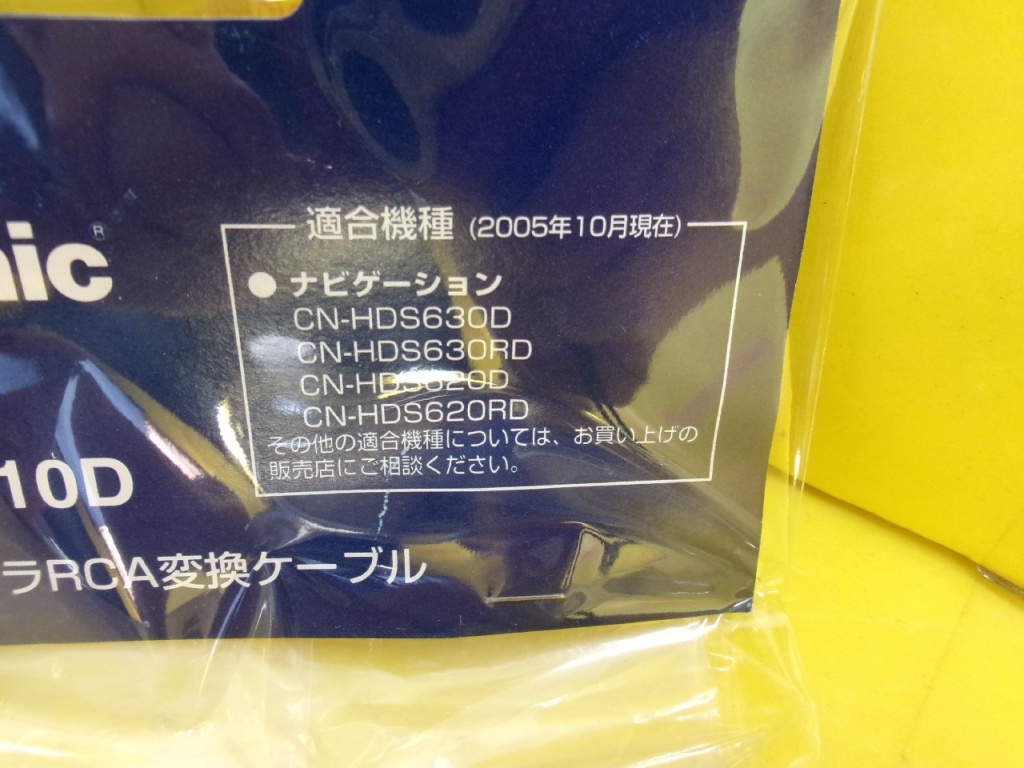 適合機種 (2005年10月現在)
nic®
● ナビゲーション
CN-HDS630D
CN-HDS630RD
CN-HDS620D
CN-HDS620RD
その他の適合機種については、お買い上げの
販売店にご相談ください。
10D
ラRCA変換ケーブル